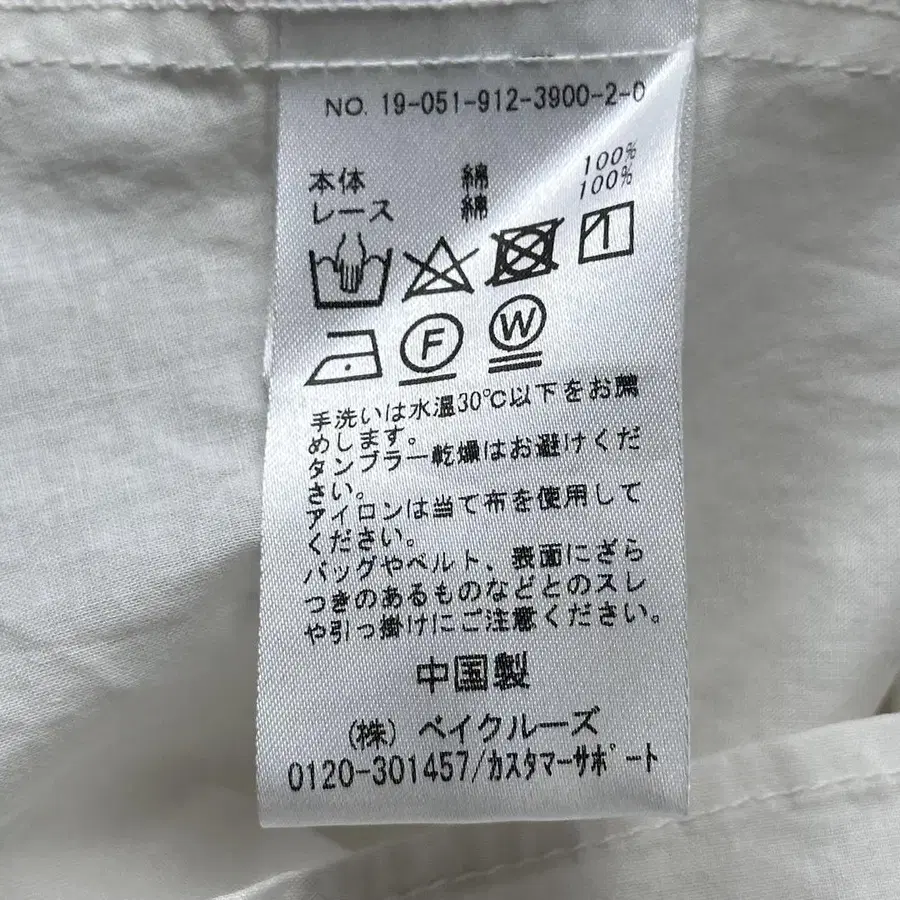 NO. 19-051-912-3900-2-0
本体 綿 100%
レース 綿 100%
F W
手洗いは水温30℃以下をお薦
めします。
タンブラー乾燥はお避けくだ
さい。
アイロンは当て布を使用して
ください。
バッグやベルト、表面にざら
つきのあるものなどとのスレ
や引っ掛けにご注意ください。
中国製
(株) ベイクルーズ
0120-301457/カスタマーサポート